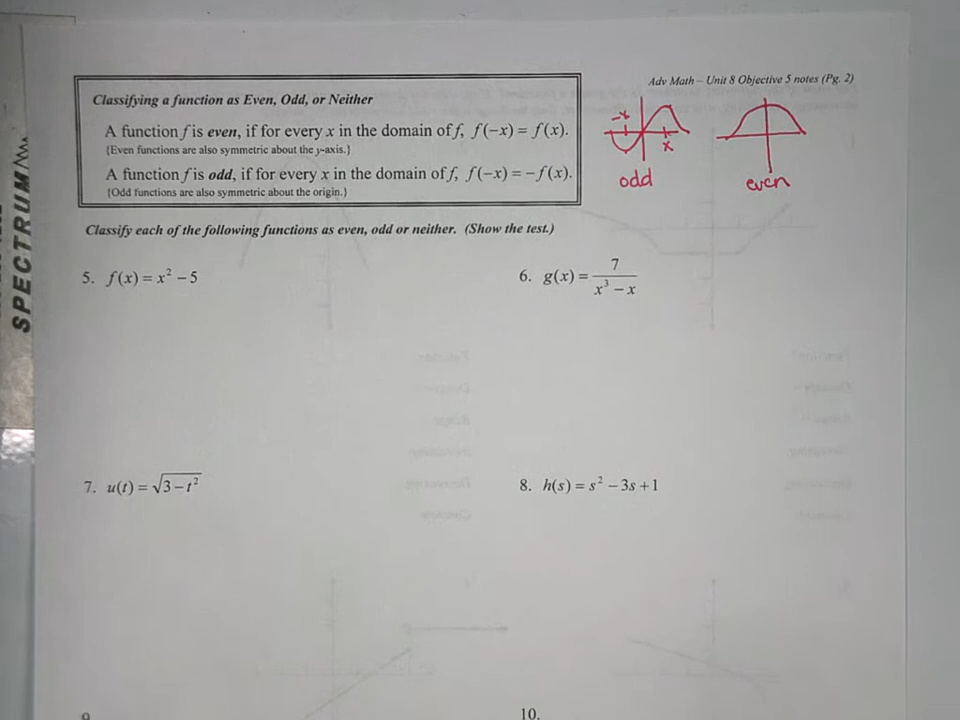 Adv Math – Unit 8 Objective 5 notes (Pg. 2)
Classifying a function as Even, Odd, or Neither
A function f is even, if for every x in the domain of f, f(−x) = f(x).
{Even functions are also symmetric about the y-axis.}
A function f is odd, if for every x in the domain of f, f(−x) = −f(x).
{Odd functions are also symmetric about the origin.}
-x
x
odd
even
Classify each of the following functions as even, odd or neither. (Show the test.)
5. f(x) = x² − 5
6. g(x) = 7 / (x³ − x)
7. u(t) = √(3 − t²)
8. h(s) = s² − 3s + 1
10.
SPECTRUM